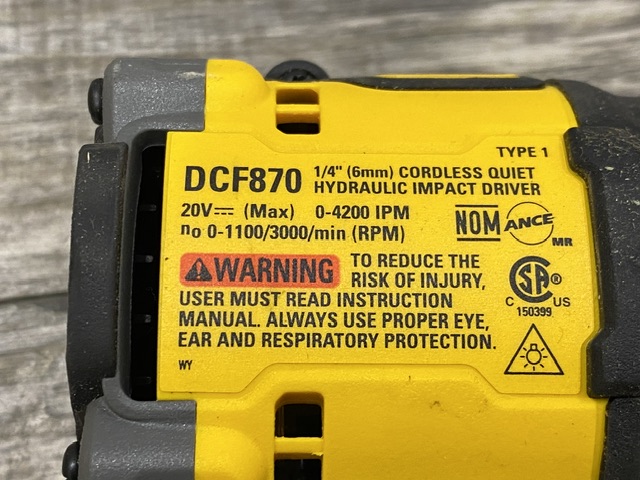 TYPE 1
DCF870 1/4" (6mm) CORDLESS QUIET
HYDRAULIC IMPACT DRIVER
20V⎓ (Max) 0-4200 IPM
no 0-1100/3000/min (RPM)
NOM ANCE MR
WARNING TO REDUCE THE
RISK OF INJURY,
USER MUST READ INSTRUCTION
MANUAL. ALWAYS USE PROPER EYE,
EAR AND RESPIRATORY PROTECTION.
C SA ® US
150399
WY